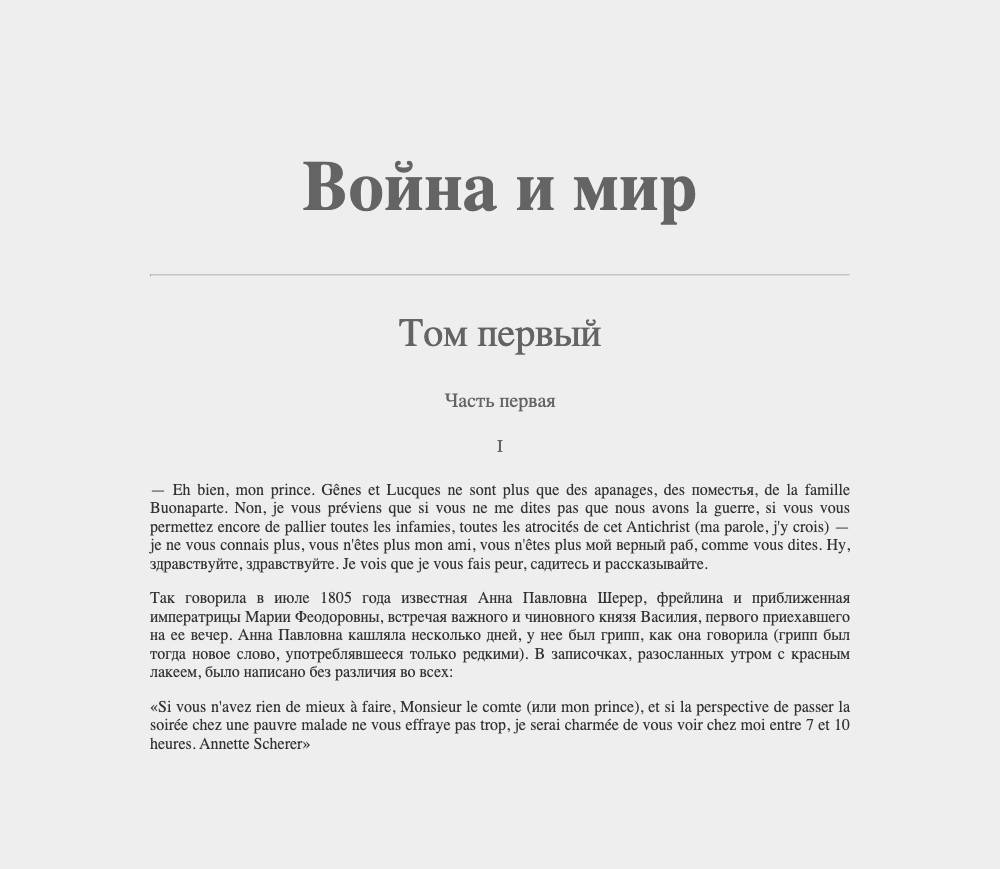 Война и мир
Том первый
Часть первая
I
— Eh bien, mon prince. Gênes et Lucques ne sont plus que des apanages, des поместья, de la famille
Buonaparte. Non, je vous préviens que si vous ne me dites pas que nous avons la guerre, si vous vous
permettez encore de pallier toutes les infamies, toutes les atrocités de cet Antichrist (ma parole, j'y crois) —
je ne vous connais plus, vous n'êtes plus mon ami, vous n'êtes plus мой верный раб, comme vous dites. Ну,
здравствуйте, здравствуйте. Je vois que je vous fais peur, садитесь и рассказывайте.
Так говорила в июле 1805 года известная Анна Павловна Шерер, фрейлина и приближенная
императрицы Марии Феодоровны, встречая важного и чиновного князя Василия, первого приехавшего
на ее вечер. Анна Павловна кашляла несколько дней, у нее был грипп, как она говорила (грипп был
тогда новое слово, употреблявшееся только редкими). В записочках, разосланных утром с красным
лакеем, было написано без различия во всех:
«Si vous n'avez rien de mieux à faire, Monsieur le comte (или mon prince), et si la perspective de passer la
soirée chez une pauvre malade ne vous effraye pas trop, je serai charmée de vous voir chez moi entre 7 et 10
heures. Annette Scherer»